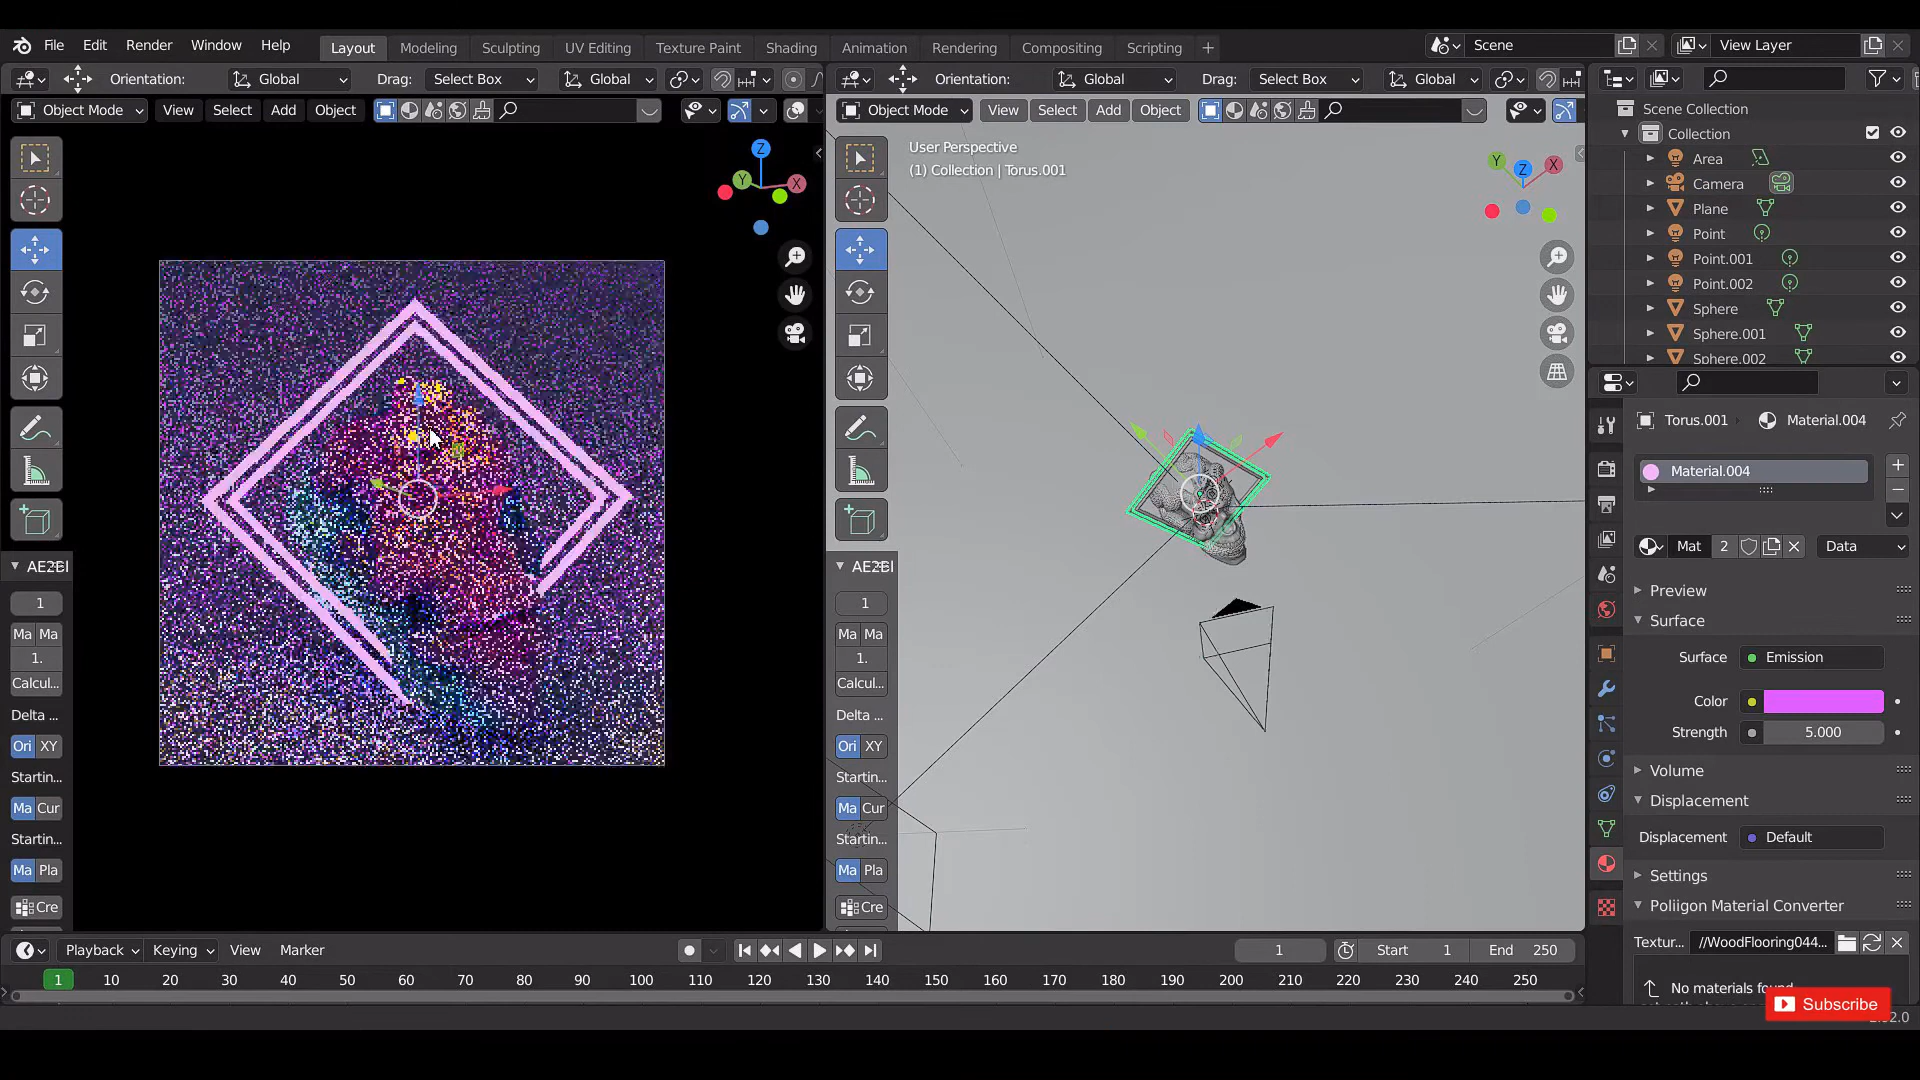 File Edit Render Window Help Layout Modeling Sculpting UV Editing Texture Paint Shading Animation Rendering Compositing Scripting + Scene View Layer
Orientation: Global Drag: Select Box Global Orientation: Global Drag: Select Box Global
Object Mode View Select Add Object Object Mode View Select Add Object
Z
Y
X
User Perspective
(1) Collection | Torus.001
Y
Z
X
Scene Collection
Collection
Area
Camera
Plane
Point
Point.001
Point.002
Sphere
Sphere.001
Sphere.002
Torus.001 Material.004
Material.004
Mat 2 Data
Preview
Surface
Surface Emission
Color
Strength 5.000
Volume
Displacement
Displacement Default
Settings
Poliigon Material Converter
Textur... //WoodFlooring044...
No materials found
1
Ma Ma
1.
Calcul...
Delta ...
Ori XY
Startin...
Ma Cur
Startin...
Ma Pla
Cre
1
Ma Ma
1.
Calcul...
Delta ...
Ori XY
Startin...
Ma Cur
Startin...
Ma Pla
Cre
Playback Keying View Marker 1 Start 1 End 250
1 10 20 30 40 50 60 70 80 90 100 110 120 130 140 150 160 170 180 190 200 210 220 230 240 250
Subscribe